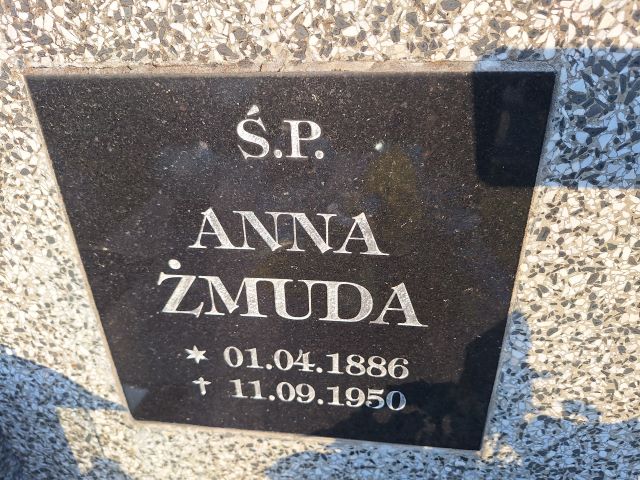 Ś.P.
ANNA
ŻMUDA
* 01.04.1886
✝ 11.09.1950